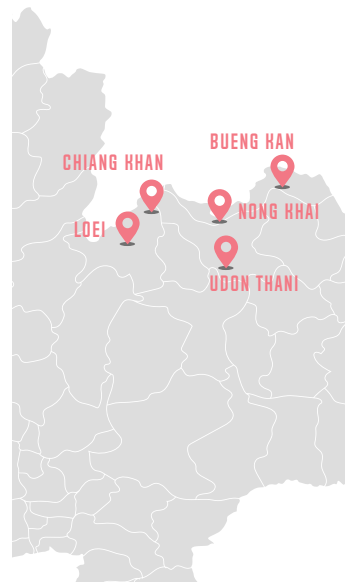 BUENG KAN
CHIANG KHAN
NONG KHAI
LOEI
UDON THANI